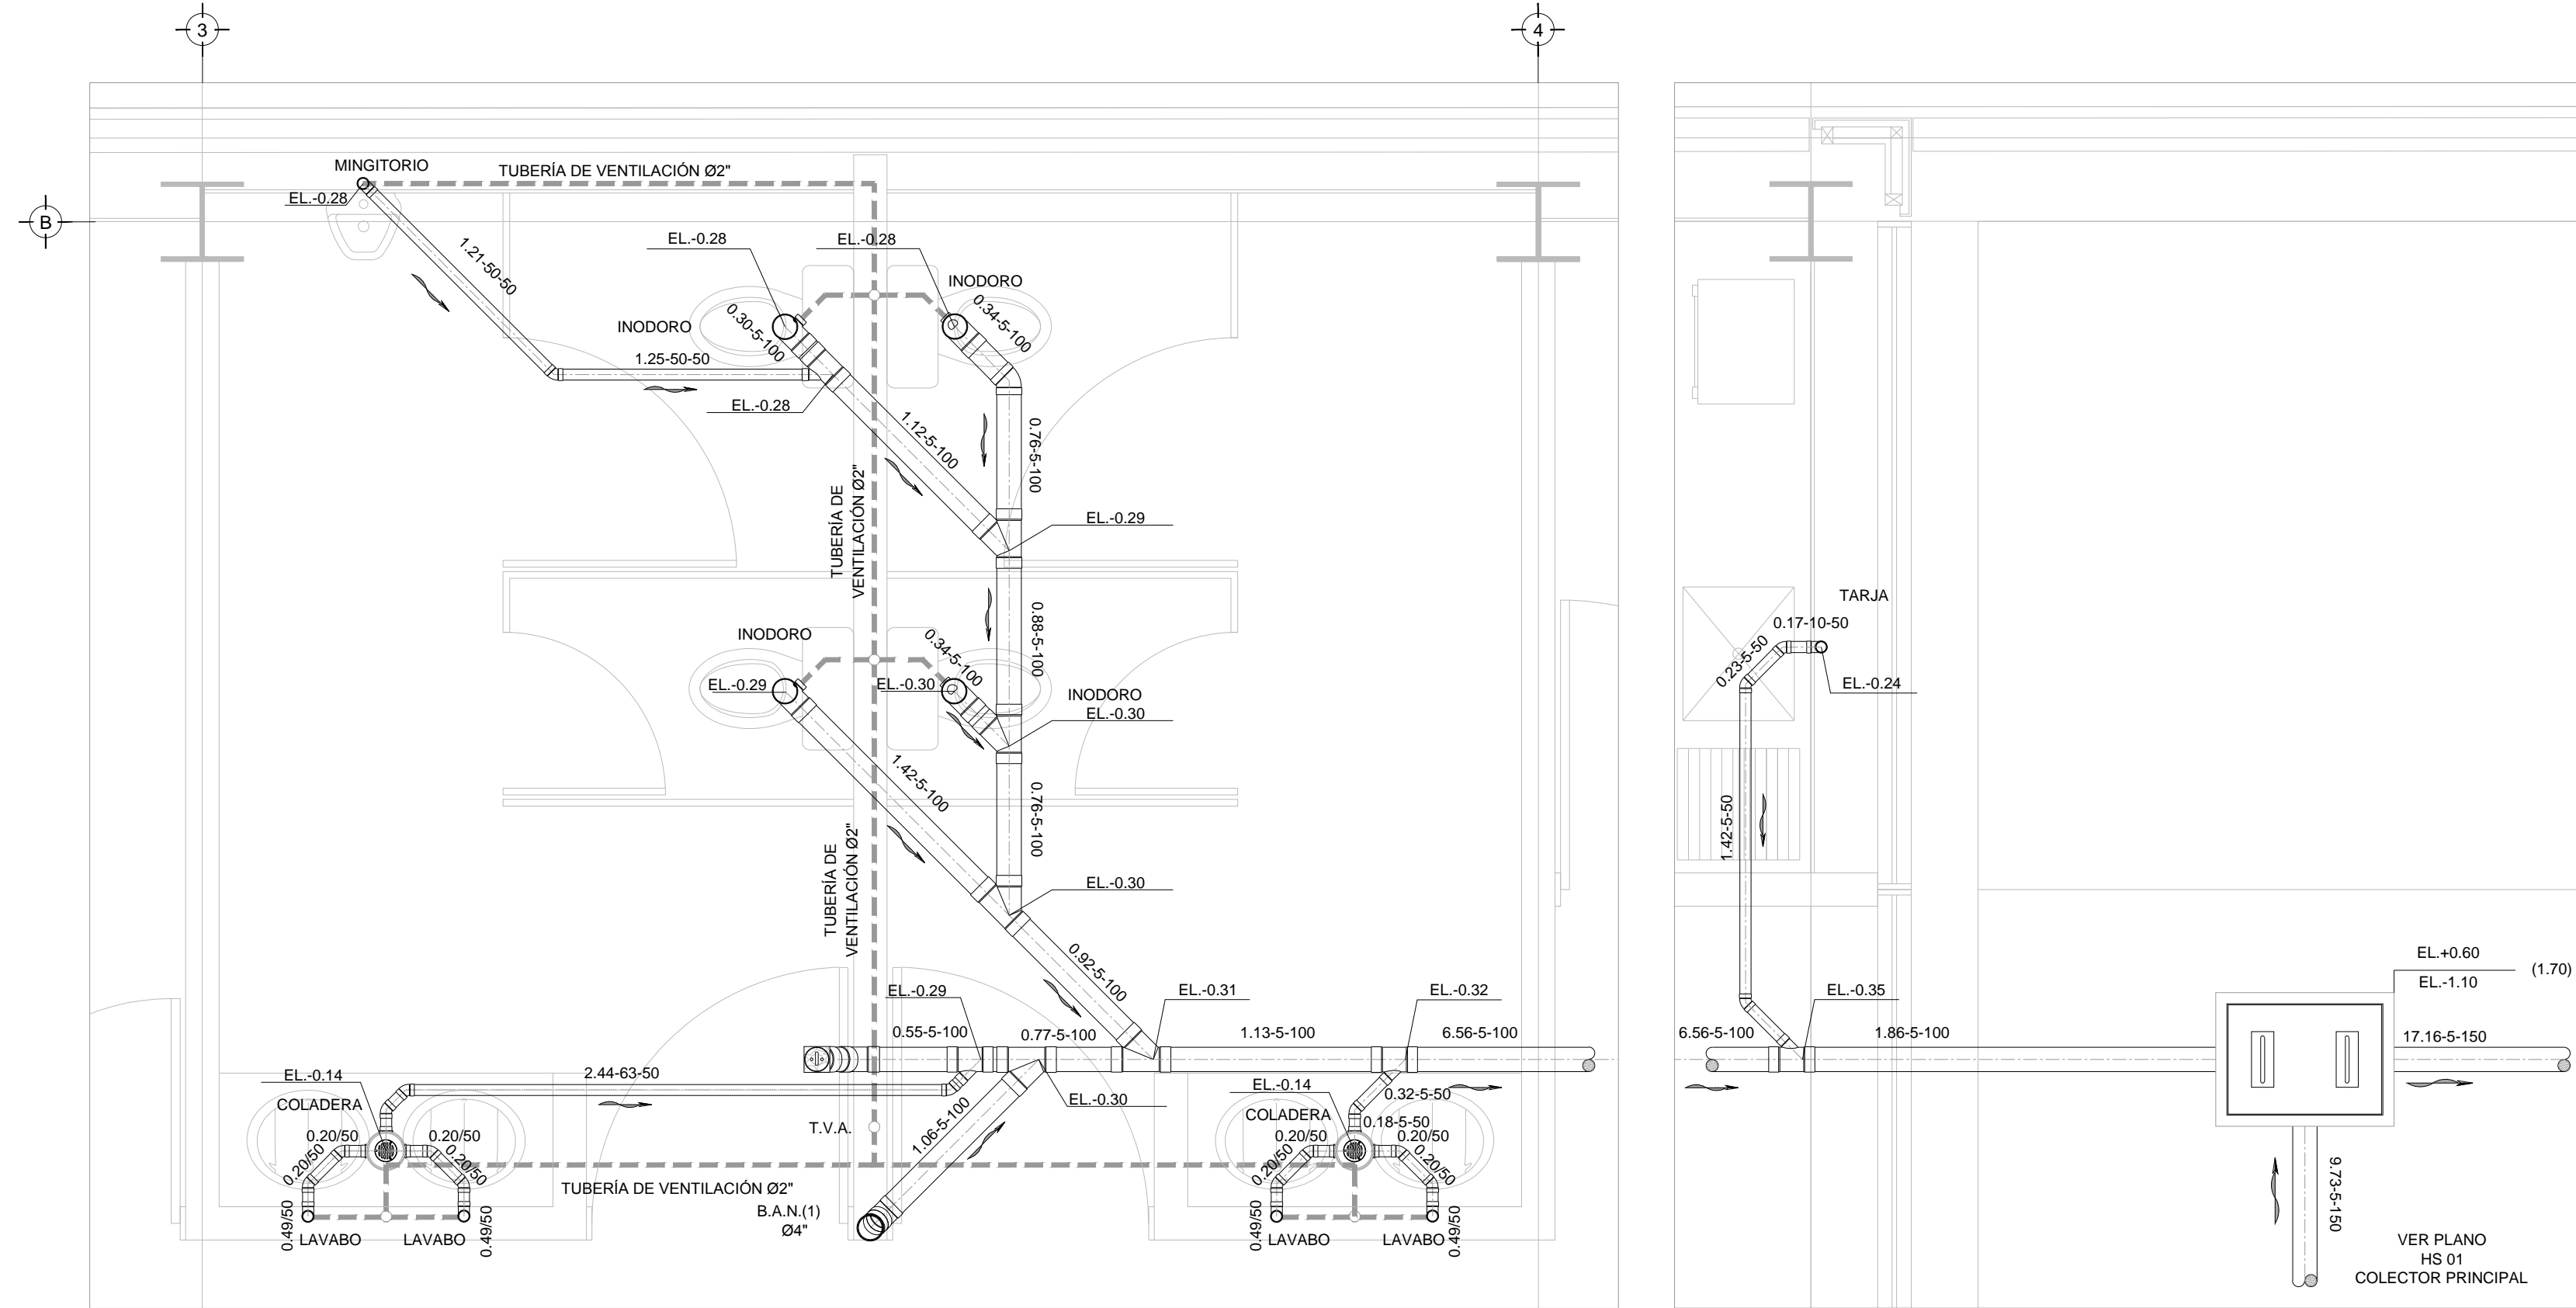 3
4
B
MINGITORIO
TUBERÍA DE VENTILACIÓN Ø2"
EL.-0.28
1.21-50-50
EL.-0.28
EL.-0.28
INODORO
0.34-5-100
0.30-5-100
INODORO
1.25-50-50
EL.-0.28
1.12-5-100
0.76-5-100
TUBERÍA DE
VENTILACIÓN Ø2"
EL.-0.29
0.88-5-100
INODORO
0.34-5-100
EL.-0.29
EL.-0.30
INODORO
EL.-0.30
1.42-5-100
0.76-5-100
TUBERÍA DE
VENTILACIÓN Ø2"
EL.-0.30
0.92-5-100
EL.-0.29
EL.-0.31
EL.-0.32
0.55-5-100
0.77-5-100
1.13-5-100
6.56-5-100
EL.-0.14
COLADERA
2.44-63-50
0.20/50
0.20/50
0.20/50
0.20/50
0.49/50
0.49/50
LAVABO
LAVABO
T.V.A.
1.06-5-100
EL.-0.30
TUBERÍA DE VENTILACIÓN Ø2"
B.A.N.(1)
Ø4"
EL.-0.14
COLADERA
0.32-5-50
0.18-5-50
0.20/50
0.20/50
0.20/50
0.20/50
0.49/50
0.49/50
LAVABO
LAVABO
TARJA
0.17-10-50
0.23-5-50
EL.-0.24
1.42-5-50
EL.-0.35
6.56-5-100
1.86-5-100
EL.+0.60
EL.-1.10
(1.70)
17.16-5-150
9.73-5-150
VER PLANO
HS 01
COLECTOR PRINCIPAL